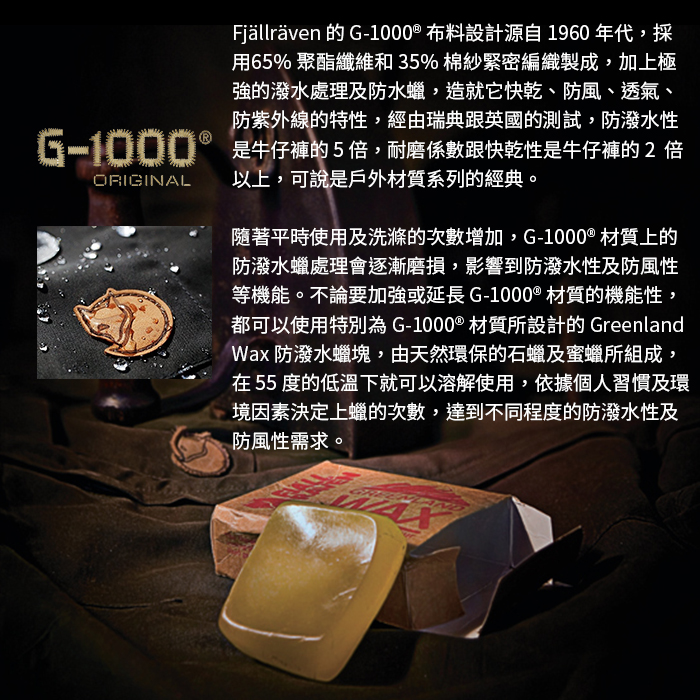 Fjällräven 的 G-1000® 布料設計源自 1960 年代，採
用65% 聚酯纖維和 35% 棉紗緊密編織製成，加上極
強的潑水處理及防水蠟，造就它快乾、防風、透氣、
防紫外線的特性，經由瑞典跟英國的測試，防潑水性
是牛仔褲的 5 倍，耐磨係數跟快乾性是牛仔褲的 2 倍
以上，可說是戶外材質系列的經典。
G-1000®
ORIGINAL
隨著平時使用及洗滌的次數增加，G-1000® 材質上的
防潑水蠟處理會逐漸磨損，影響到防潑水性及防風性
等機能。不論要加強或延長 G-1000® 材質的機能性，
都可以使用特別為 G-1000® 材質所設計的 Greenland
Wax 防潑水蠟塊，由天然環保的石蠟及蜜蠟所組成，
在 55 度的低溫下就可以溶解使用，依據個人習慣及環
境因素決定上蠟的次數，達到不同程度的防潑水性及
防風性需求。
GREENLAND
WAX